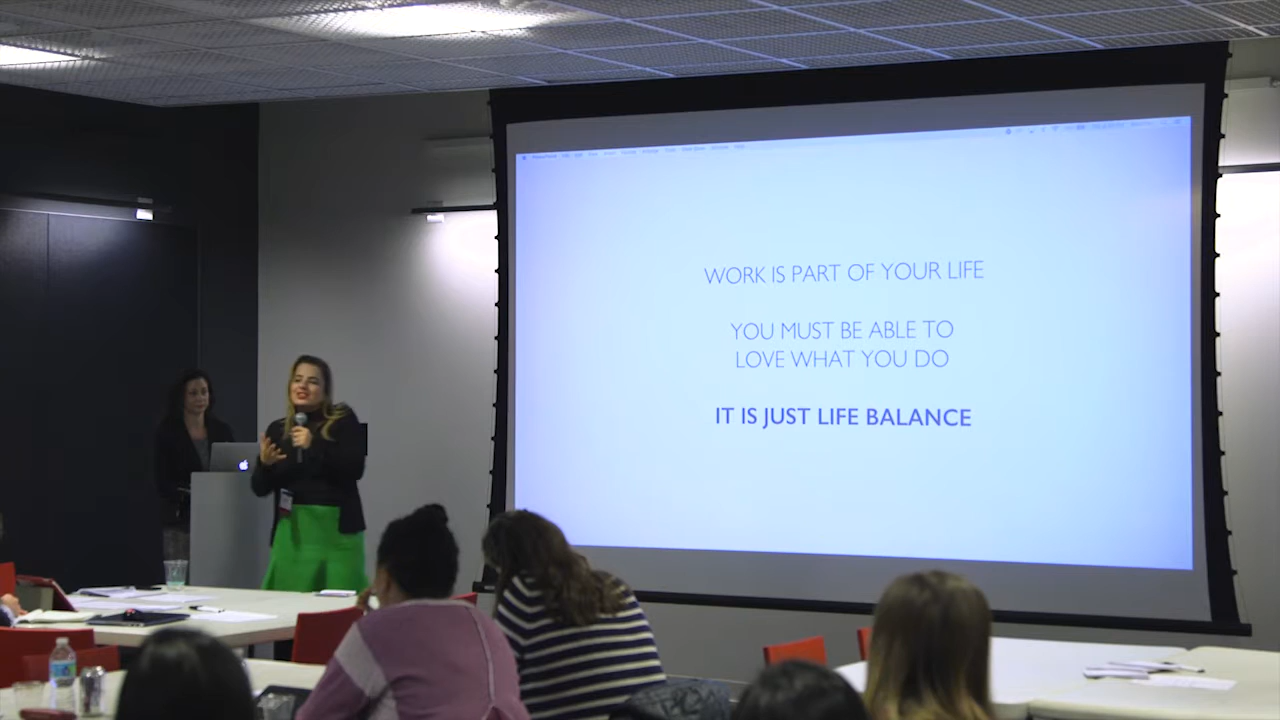 WORK IS PART OF YOUR LIFE
YOU MUST BE ABLE TO
LOVE WHAT YOU DO
IT IS JUST LIFE BALANCE